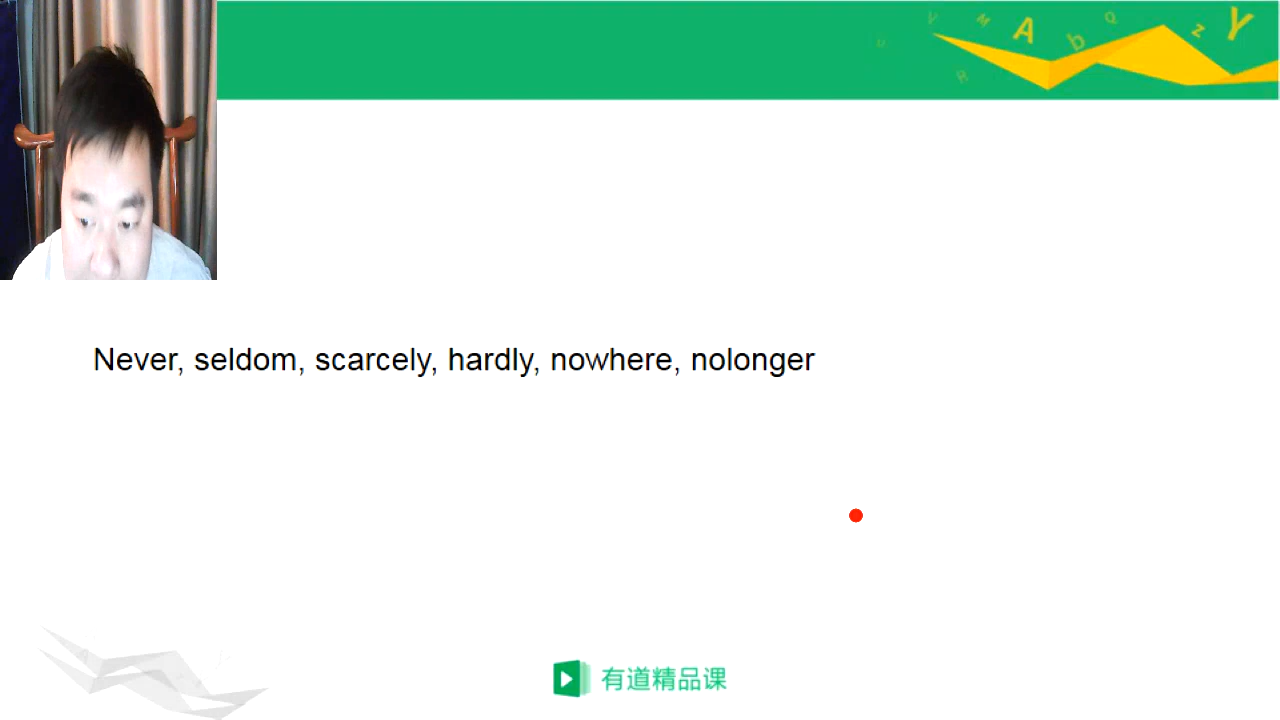 Y M A b Q z Y
D
R
Never, seldom, scarcely, hardly, nowhere, nolonger
有道精品课